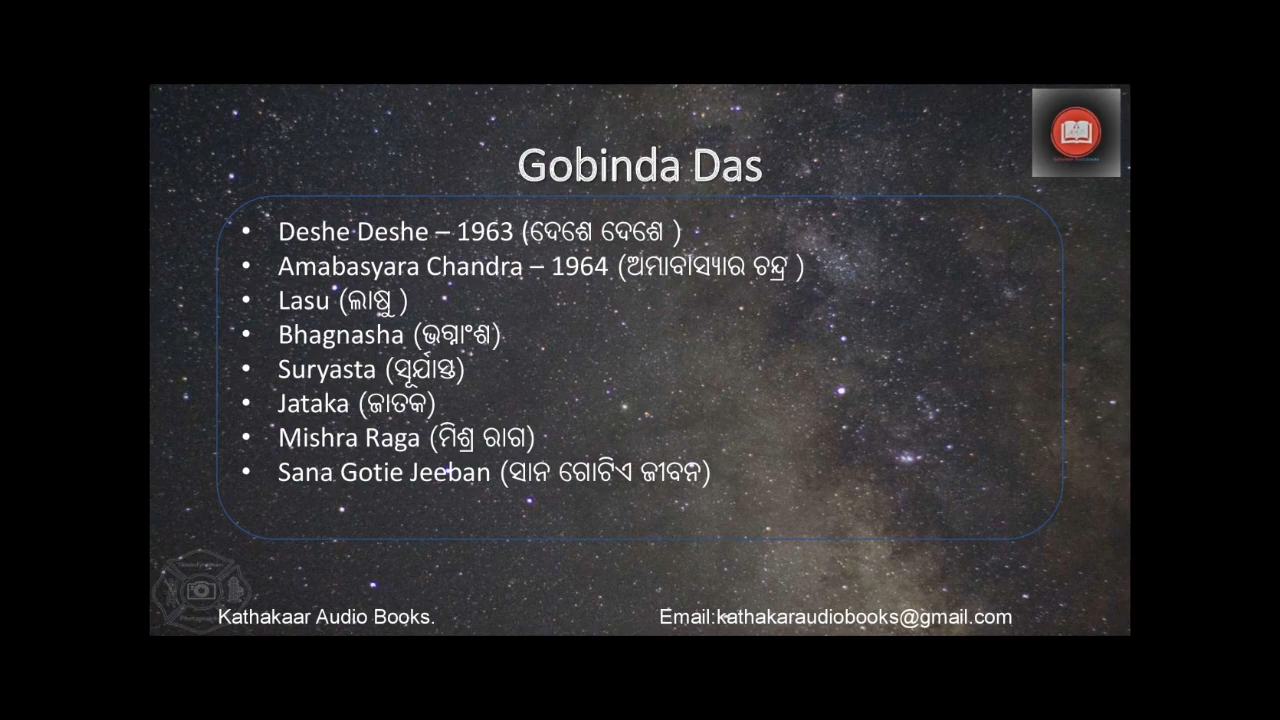 Gobinda Das
• Deshe Deshe – 1963 (ଦେଶେ ଦେଶେ )
• Amabasyara Chandra – 1964 (ଅମାବାସ୍ୟାର ଚନ୍ଦ୍ର )
• Lasu (ଲାଷୁ )
• Bhagnasha (ଭଗ୍ନାଂଶ)
• Suryasta (ସୂର୍ଯାସ୍ତ)
• Jataka (ଜାତକ)
• Mishra Raga (ମିଶ୍ର ରାଗ)
• Sana Gotie Jeeban (ସାନ ଗୋଟିଏ ଜୀବନ)
Kathakaar Audio Books.
Email:kathakaraudiobooks@gmail.com